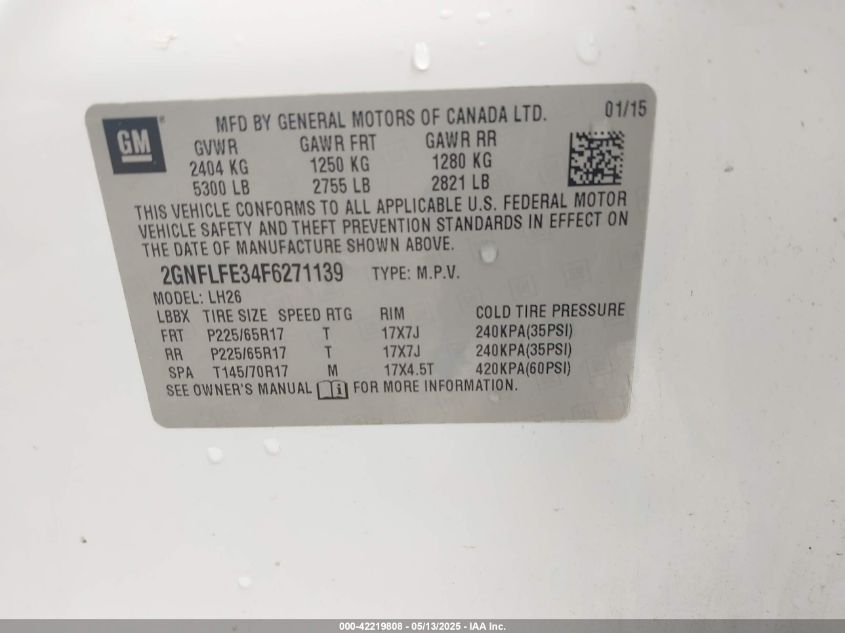 GM
®
MFD BY GENERAL MOTORS OF CANADA LTD. 01/15
GVWR GAWR FRT GAWR RR
2404 KG 1250 KG 1280 KG
5300 LB 2755 LB 2821 LB
THIS VEHICLE CONFORMS TO ALL APPLICABLE U.S. FEDERAL MOTOR
VEHICLE SAFETY AND THEFT PREVENTION STANDARDS IN EFFECT ON
THE DATE OF MANUFACTURE SHOWN ABOVE.
2GNFLFE34F6271139 TYPE: M.P.V.
MODEL: LH26
LBBX TIRE SIZE SPEED RTG RIM COLD TIRE PRESSURE
FRT P225/65R17 T 17X7J 240KPA(35PSI)
RR P225/65R17 T 17X7J 240KPA(35PSI)
SPA T145/70R17 M 17X4.5T 420KPA(60PSI)
SEE OWNER'S MANUAL FOR MORE INFORMATION.
000-42219808 - 05/13/2025 - IAA Inc.